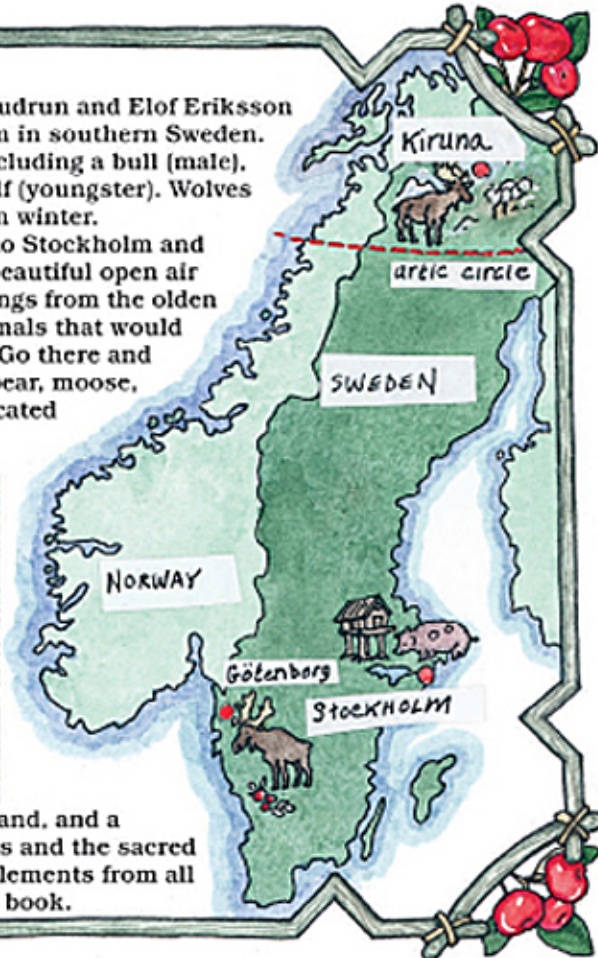 udrun and Elof Eriksson
n in southern Sweden.
cluding a bull (male),
lf (youngster). Wolves
n winter.
o Stockholm and
eautiful open air
ngs from the olden
nals that would
Go there and
bear, moose,
cated
and, and a
s and the sacred
lements from all
book.
Kiruna
artic circle
SWEDEN
NORWAY
Götenborg
STOCKHOLM